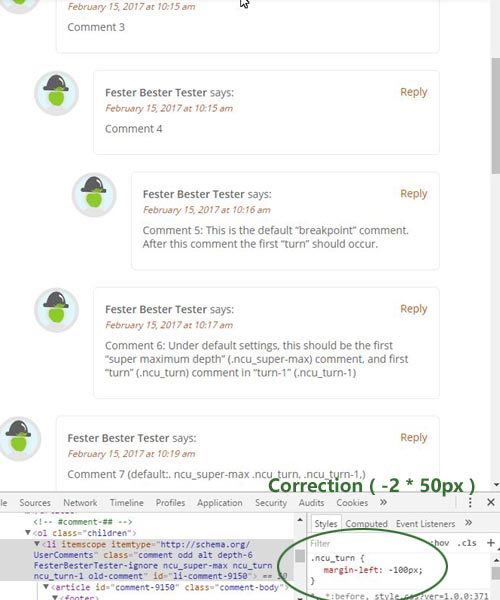 February 15, 2017 at 10:15 am
Comment 3
Fester Bester Tester says:
Reply
February 15, 2017 at 10:15 am
Comment 4
Fester Bester Tester says:
Reply
February 15, 2017 at 10:16 am
Comment 5: This is the default “breakpoint” comment.
After this comment the first “turn” should occur.
Fester Bester Tester says:
Reply
February 15, 2017 at 10:17 am
Comment 6: Under default settings, this should be the first
“super maximum depth” (.ncu_super-max) comment, and first
“turn” (.ncu_turn) comment in “turn-1” (.ncu_turn-1)
Fester Bester Tester says:
Reply
February 15, 2017 at 10:19 am
Comment 7 (default:. ncu_super-max .ncu_turn, .ncu_turn-1,)
Correction ( -2 * 50px )
le Sources Network Timeline Profiles Application Security Audits Cookies »
<!-- #comment-## -->
▼<ol class="children">
▼<li itemscope itemtype="http://schema.org/
UserComments" class="comment odd alt depth-6
FesterBesterTester-ignore ncu_super-max ncu_turn
ncu_turn-1 old-comment" id="li-comment-9150"> == $0
▼<article id="comment-9150" class="comment-body">
▶<footer>
Styles Computed Event Listeners »
Filter :hov .cls +
.ncu_turn {
margin-left: -100px;
}
:before, style.css?ver=1.0.0:371